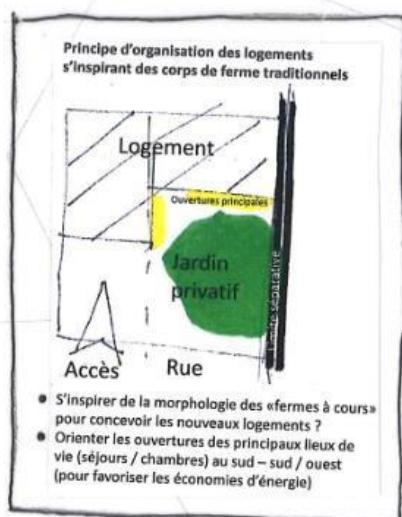 Principe d'organisation des logements
s'inspirant des corps de ferme traditionnels
Logement
Ouvertures principales
Jardin
privatif
Limite séparative
Accès
Rue
● S'inspirer de la morphologie des «fermes à cours»
pour concevoir les nouveaux logements ?
● Orienter les ouvertures des principaux lieux de
vie (séjours / chambres) au sud – sud / ouest
(pour favoriser les économies d'énergie)